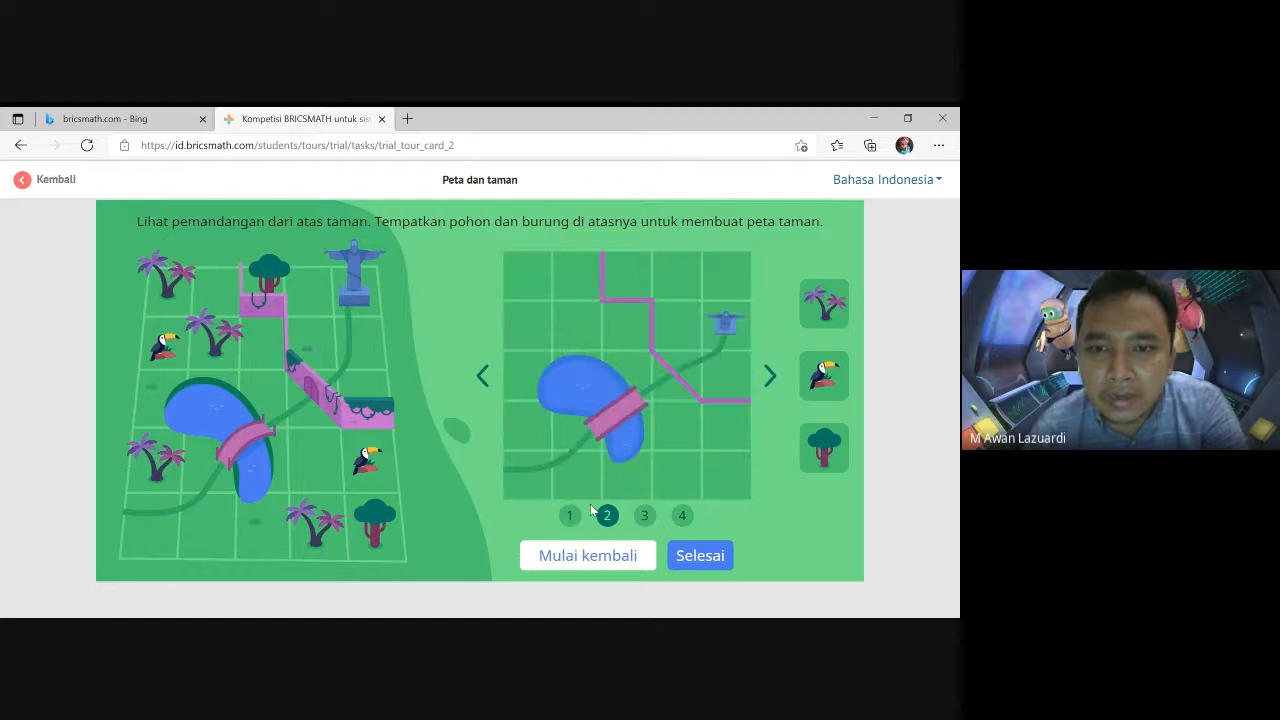 bricsmath.com - Bing
Kompetisi BRICSMATH untuk sis
https://id.bricsmath.com/students/tours/trial/tasks/trial_tour_card_2
Kembali
Peta dan taman
Bahasa Indonesia
Lihat pemandangan dari atas taman. Tempatkan pohon dan burung di atasnya untuk membuat peta taman.
1 2 3 4
Mulai kembali
Selesai
M Awan Lazuardi